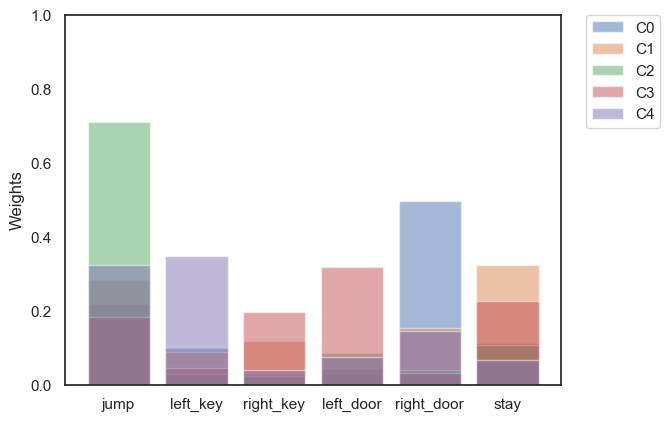 1.0
0.8
0.6
0.4
0.2
0.0
Weights
jump left_key right_key left_door right_door stay
C0
C1
C2
C3
C4